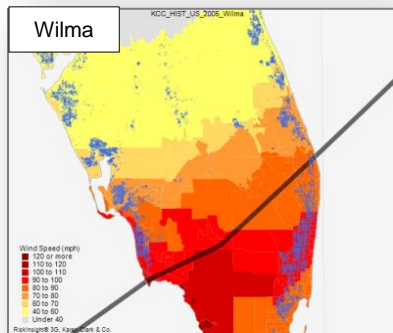 KCC_HIST_US_2005_Wilma
Wilma
Wind Speed (mph)
120 or more
110 to 120
100 to 110
90 to 100
80 to 90
70 to 80
60 to 70
40 to 60
Under 40
RiskInsight® 3G, Karen Clark & Co.